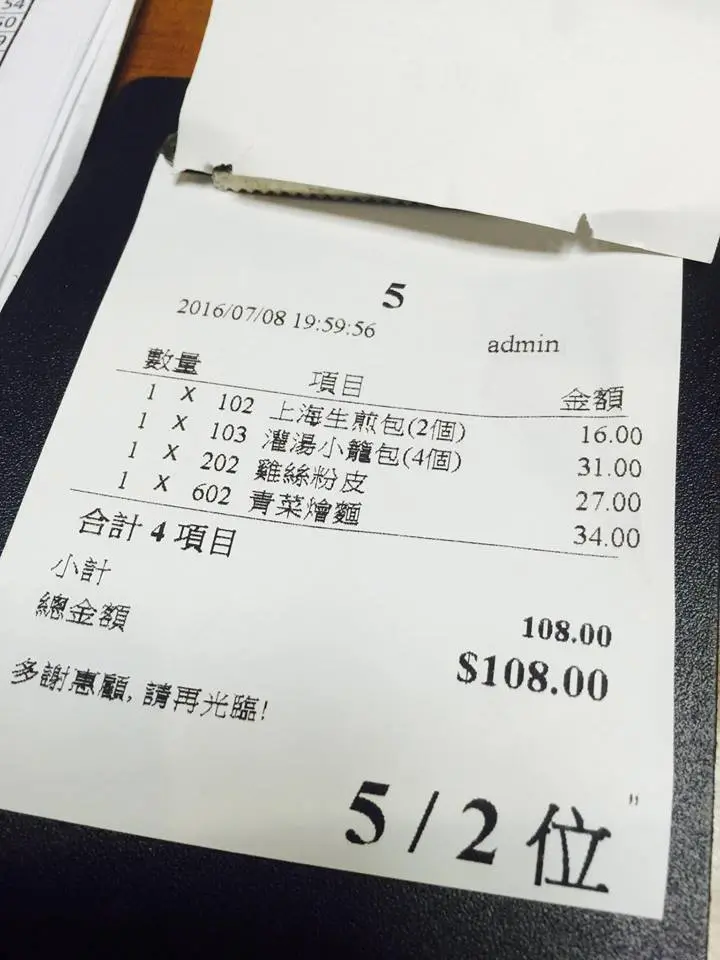 54
50
9
5
2016/07/08 19:59:56
admin
數量 項目 金額
1 X 102 上海生煎包(2個) 16.00
1 X 103 灌湯小籠包(4個) 31.00
1 X 202 雞絲粉皮 27.00
1 X 602 青菜燴麵 34.00
合計 4 項目
小計 108.00
總金額 $108.00
多謝惠顧, 請再光臨!
5 / 2 位 "